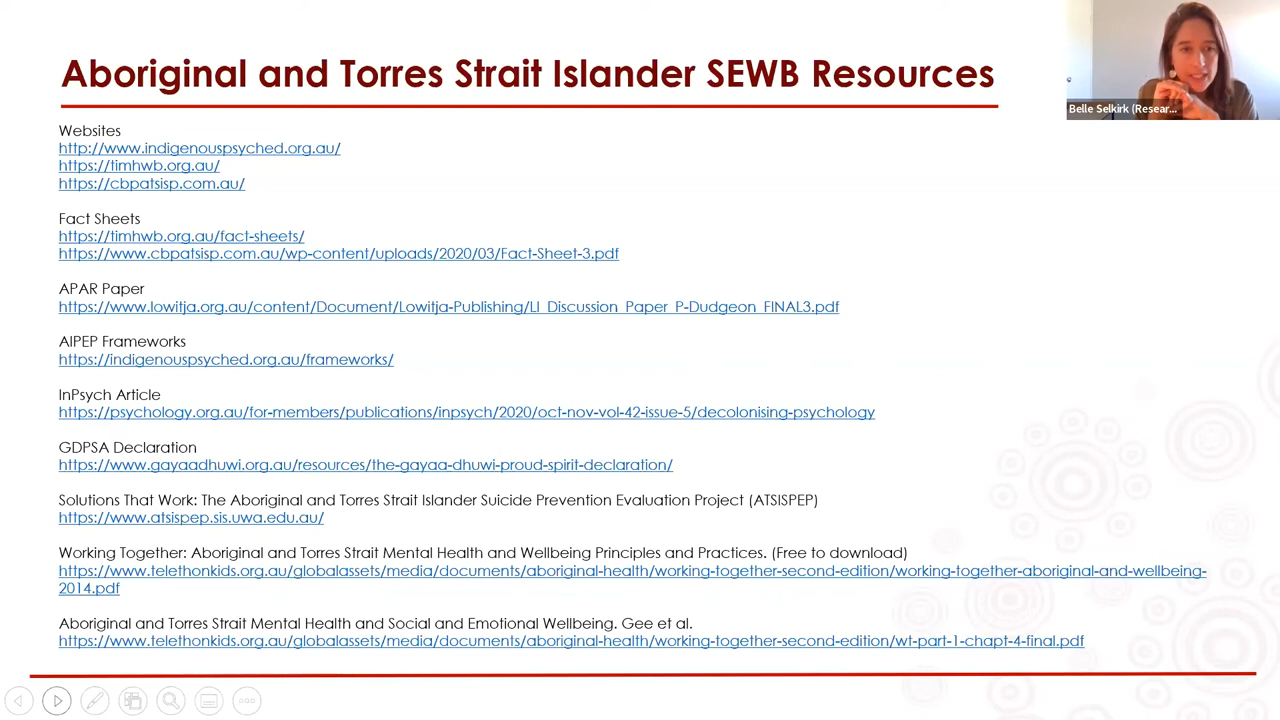 Aboriginal and Torres Strait Islander SEWB Resources
Belle Selkirk (Resear...
Websites
http://www.indigenouspsyched.org.au/
https://timhwb.org.au/
https://cbpatsisp.com.au/
Fact Sheets
https://timhwb.org.au/fact-sheets/
https://www.cbpatsisp.com.au/wp-content/uploads/2020/03/Fact-Sheet-3.pdf
APAR Paper
https://www.lowitja.org.au/content/Document/Lowitja-Publishing/LI_Discussion_Paper_P-Dudgeon_FINAL3.pdf
AIPEP Frameworks
https://indigenouspsyched.org.au/frameworks/
InPsych Article
https://psychology.org.au/for-members/publications/inpsych/2020/oct-nov-vol-42-issue-5/decolonising-psychology
GDPSA Declaration
https://www.gayaadhuwi.org.au/resources/the-gayaa-dhuwi-proud-spirit-declaration/
Solutions That Work: The Aboriginal and Torres Strait Islander Suicide Prevention Evaluation Project (ATSISPEP)
https://www.atsispep.sis.uwa.edu.au/
Working Together: Aboriginal and Torres Strait Mental Health and Wellbeing Principles and Practices. (Free to download)
https://www.telethonkids.org.au/globalassets/media/documents/aboriginal-health/working-together-second-edition/working-together-aboriginal-and-wellbeing-
2014.pdf
Aboriginal and Torres Strait Mental Health and Social and Emotional Wellbeing. Gee et al.
https://www.telethonkids.org.au/globalassets/media/documents/aboriginal-health/working-together-second-edition/wt-part-1-chapt-4-final.pdf